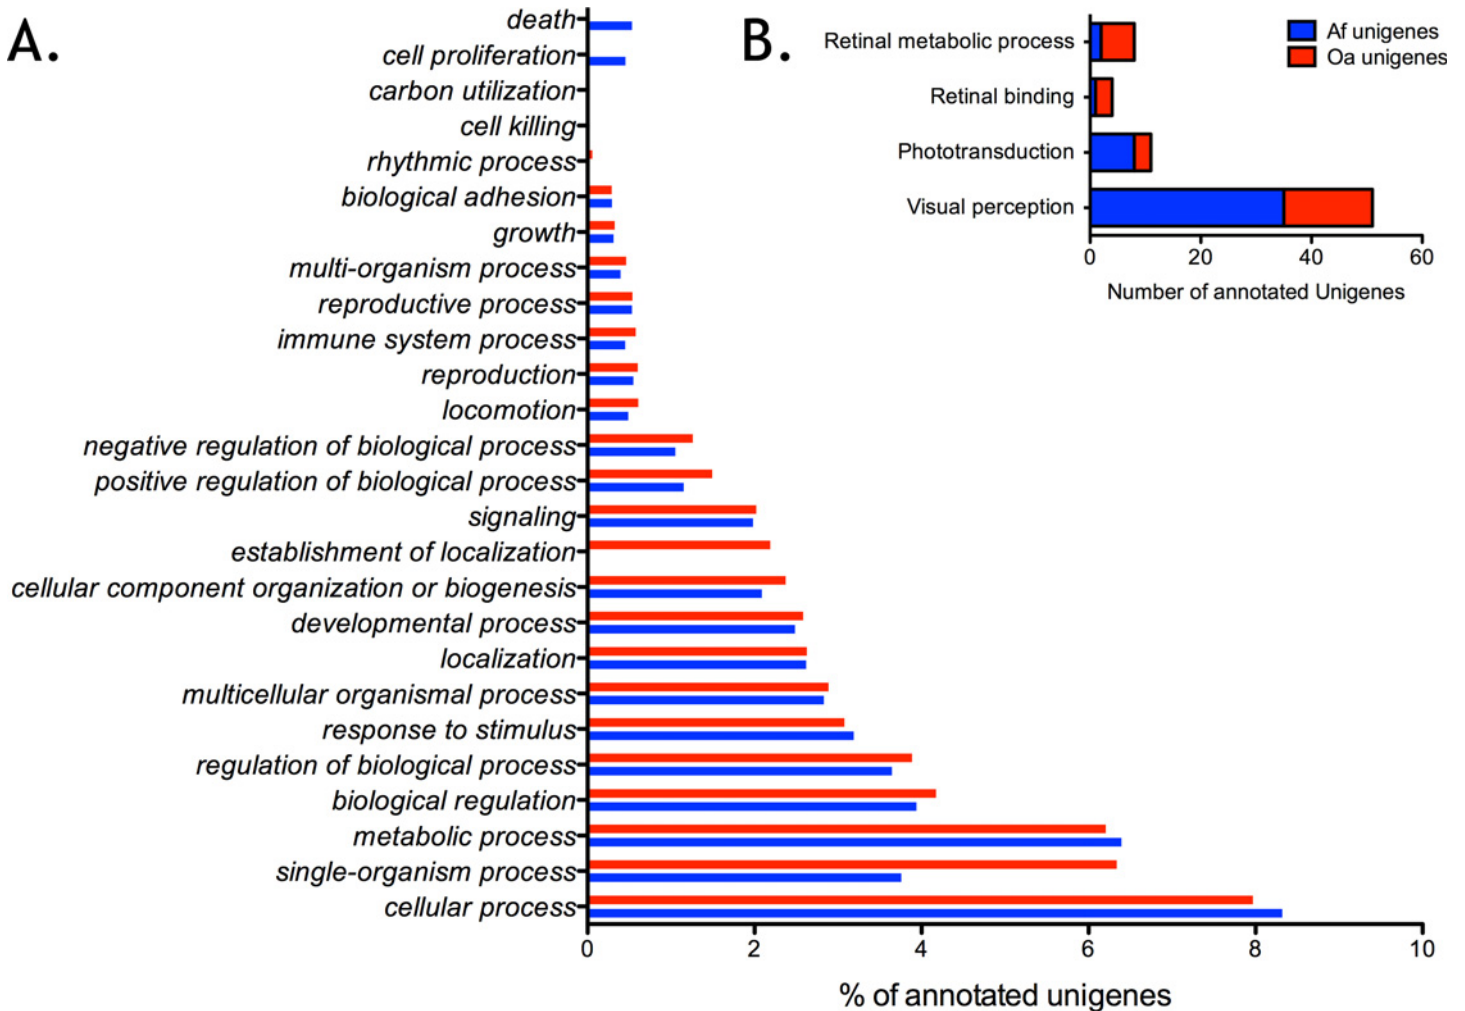 A.
death
cell proliferation
carbon utilization
cell killing
rhythmic process
biological adhesion
growth
multi-organism process
reproductive process
immune system process
reproduction
locomotion
negative regulation of biological process
positive regulation of biological process
signaling
establishment of localization
cellular component organization or biogenesis
developmental process
localization
multicellular organismal process
response to stimulus
regulation of biological process
biological regulation
metabolic process
single-organism process
cellular process
0 2 4 6 8 10
% of annotated unigenes
B.
Retinal metabolic process
Retinal binding
Phototransduction
Visual perception
0 20 40 60
Number of annotated Unigenes
Af unigenes
Oa unigenes